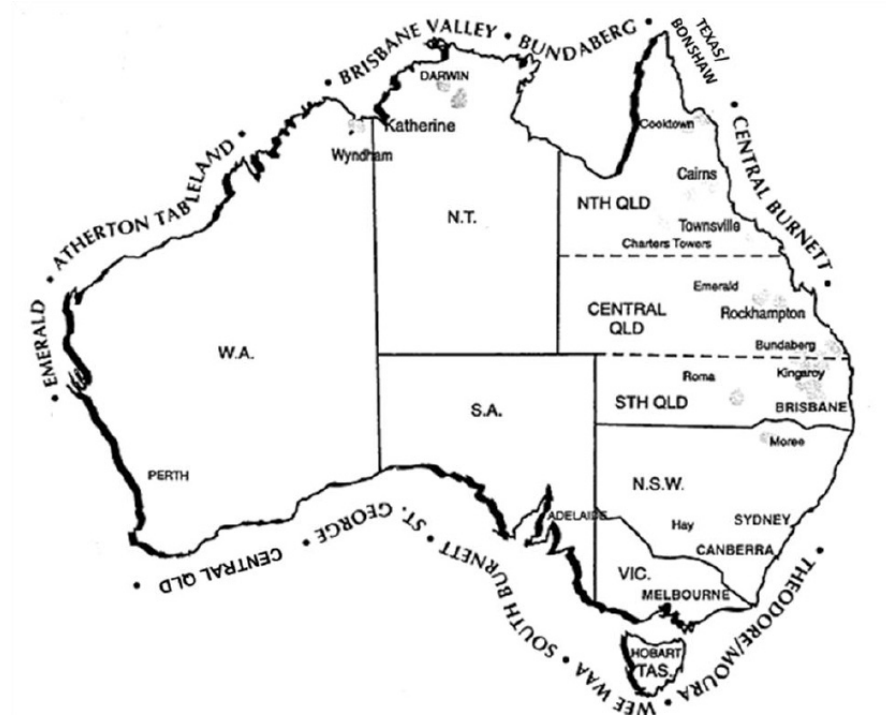 • BRISBANE VALLEY • BUNDABERG •
TEXAS/
BONSHAW
• CENTRAL BURNETT •
• ATHERTON TABLELAND •
• EMERALD
DARWIN
Katherine
Wyndham
Cooktown
Cairns
NTH QLD
N.T.
Townsville
Charters Towers
Emerald
CENTRAL
QLD
Rockhampton
Bundaberg
W.A.
Roma
Kingaroy
STH QLD
BRISBANE
S.A.
Moree
PERTH
N.S.W.
ADELAIDE
Hay
SYDNEY
CANBERRA
VIC.
MELBOURNE
HOBART
TAS.
• CENTRAL QLD • ST. GEORGE • SOUTH BURNETT • WEE WAA • THEODORE/MOURA •